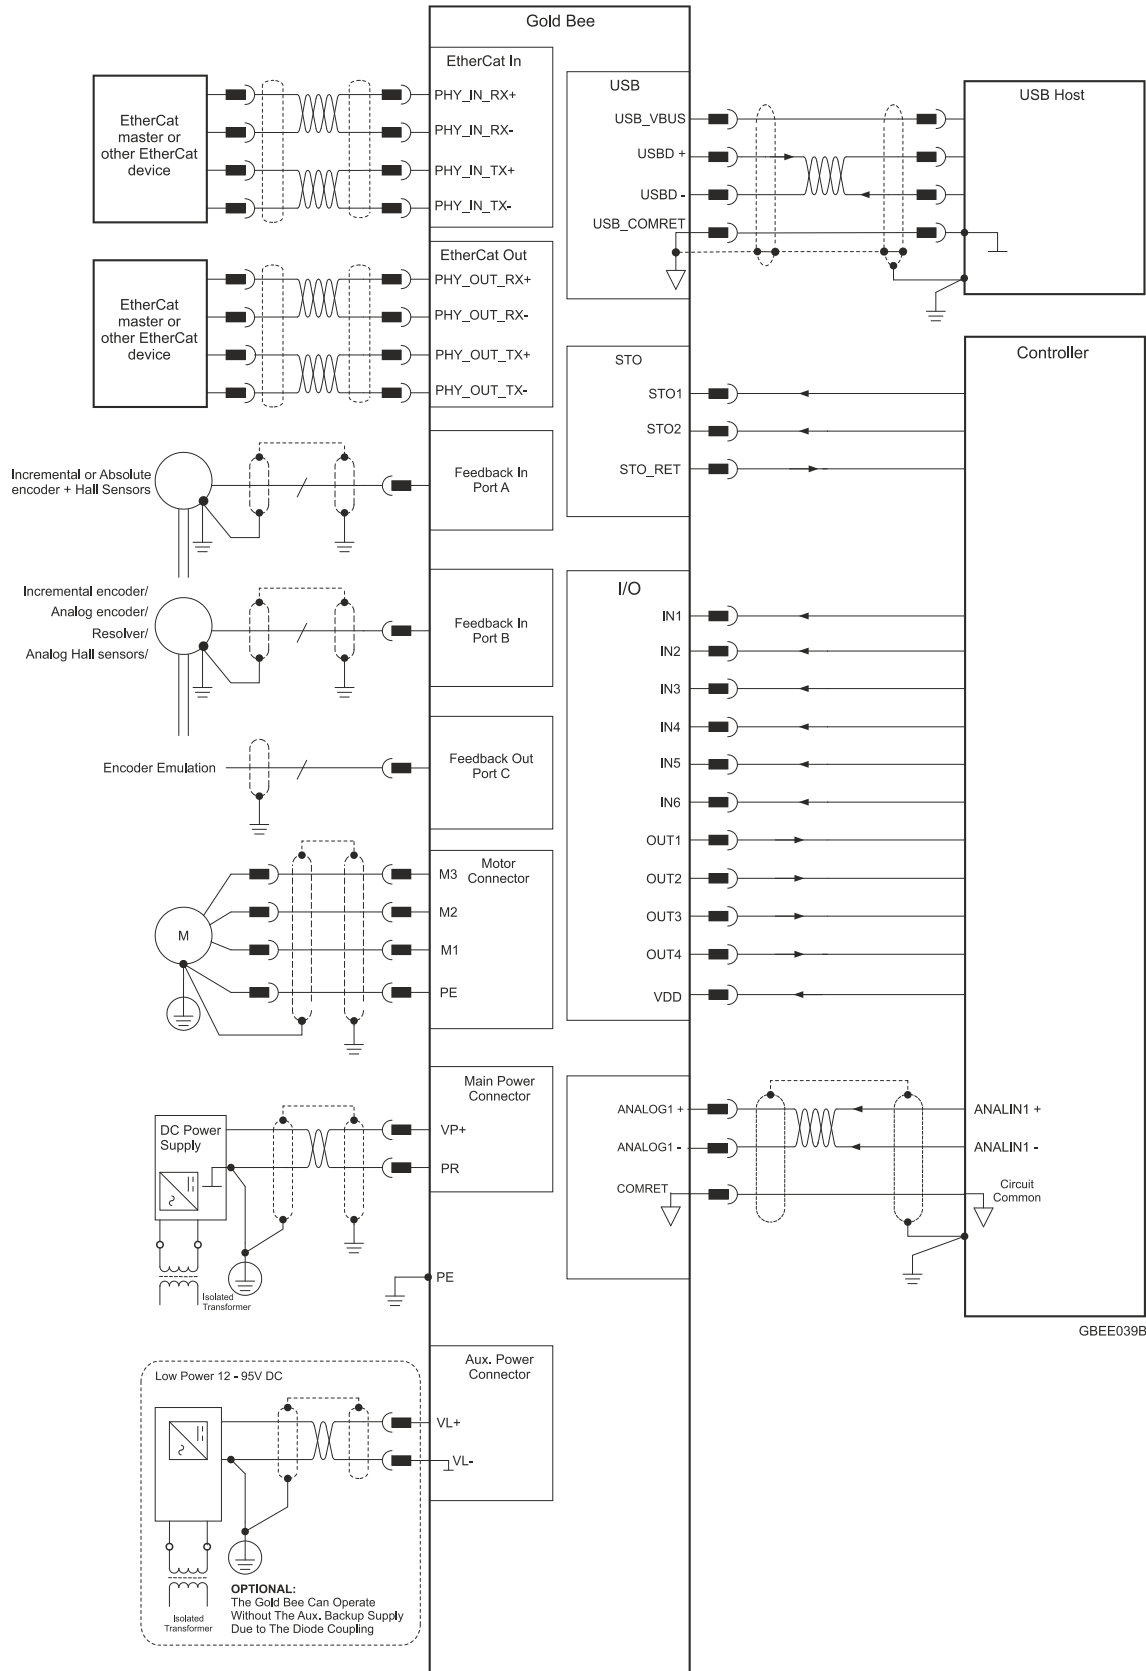 Gold Bee
EtherCat In
PHY_IN_RX+
PHY_IN_RX-
PHY_IN_TX+
PHY_IN_TX-
EtherCat
master or
other EtherCat
device
EtherCat Out
PHY_OUT_RX+
PHY_OUT_RX-
PHY_OUT_TX+
PHY_OUT_TX-
EtherCat
master or
other EtherCat
device
Incremental or Absolute
encoder + Hall Sensors
Feedback In
Port A
Incremental encoder/
Analog encoder/
Resolver/
Analog Hall sensors/
Feedback In
Port B
Encoder Emulation
Feedback Out
Port C
Motor
Connector
M3
M2
M1
PE
M
Main Power
Connector
VP+
PR
DC Power
Supply
Isolated
Transformer
PE
Aux. Power
Connector
VL+
VL-
Low Power 12 - 95V DC
Isolated
Transformer
OPTIONAL:
The Gold Bee Can Operate
Without The Aux. Backup Supply
Due to The Diode Coupling
USB
USB_VBUS
USBD +
USBD -
USB_COMRET
USB Host
STO
STO1
STO2
STO_RET
Controller
I/O
IN1
IN2
IN3
IN4
IN5
IN6
OUT1
OUT2
OUT3
OUT4
VDD
ANALOG1 +
ANALOG1 -
COMRET
ANALIN1 +
ANALIN1 -
Circuit
Common
GBEE039B